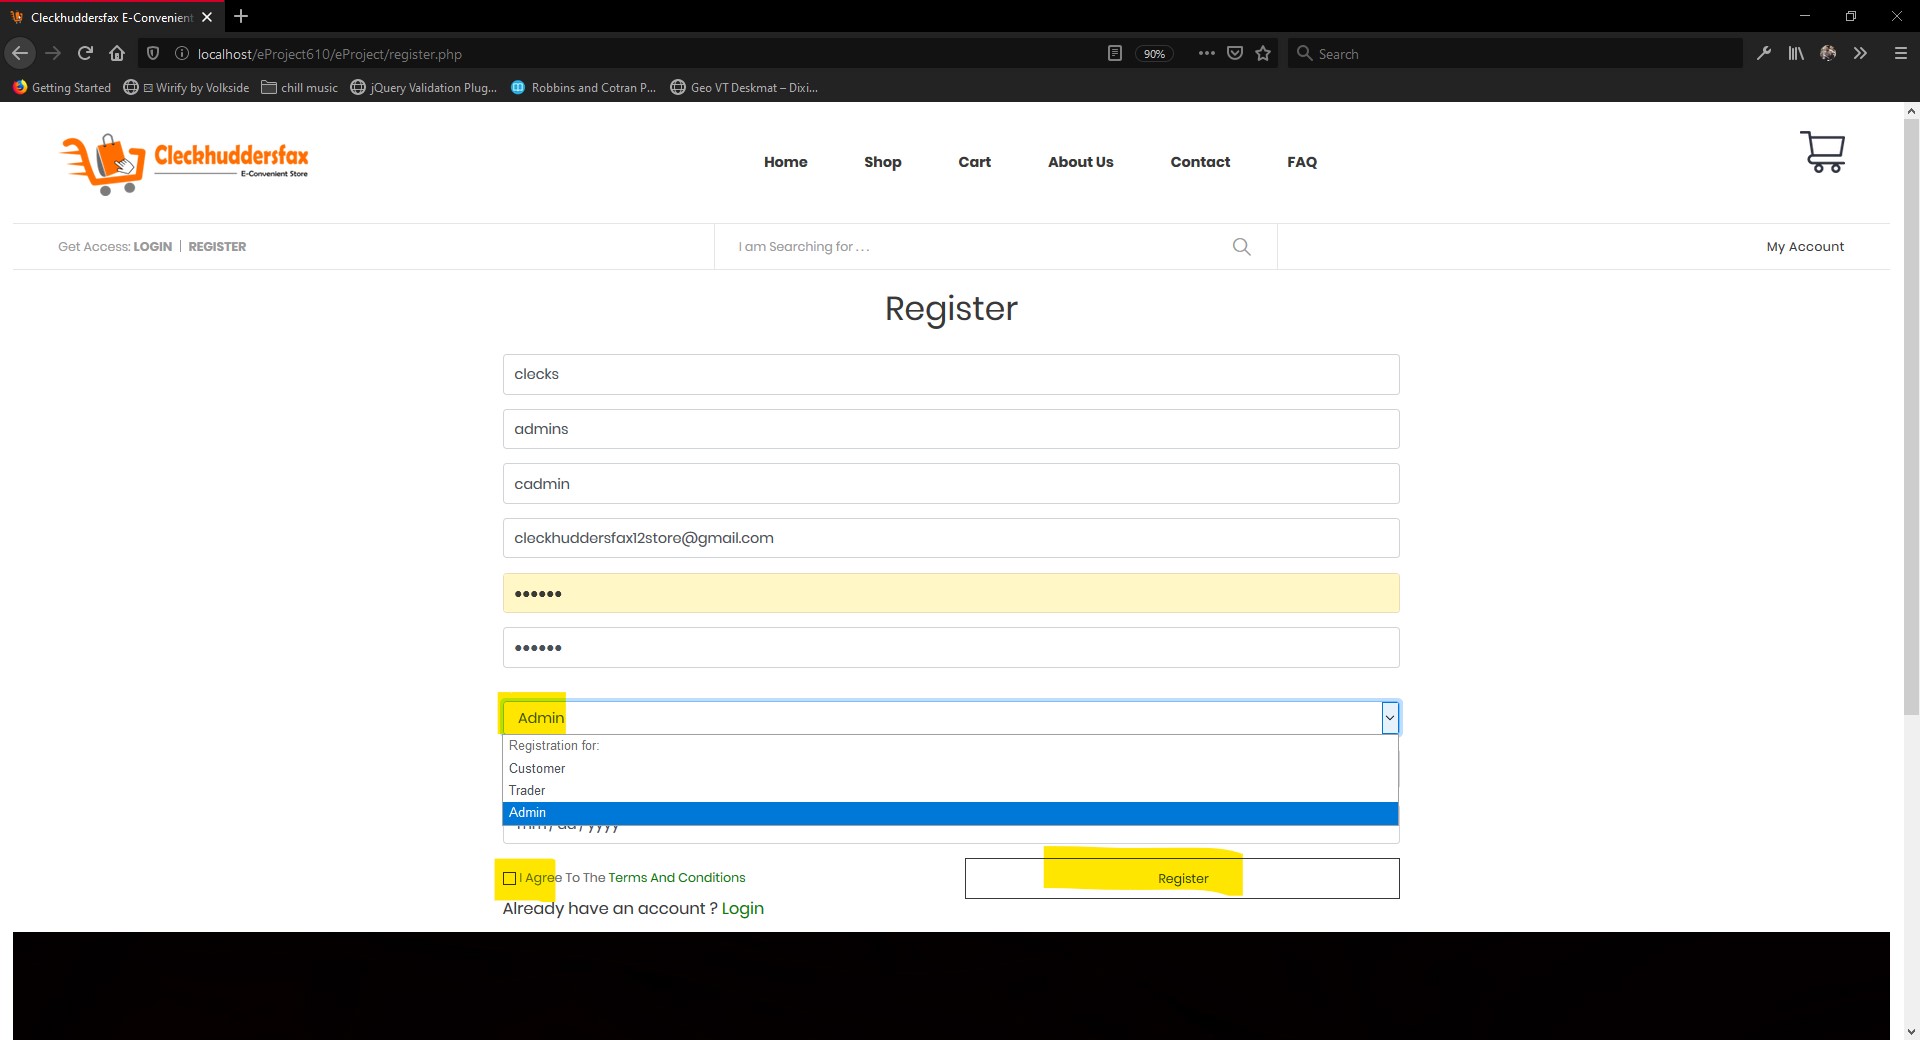 Cleckhuddersfax E-Convenient
localhost/eProject610/eProject/register.php
90%
Search
Getting Started
Wirify by Volkside
chill music
jQuery Validation Plug...
Robbins and Cotran P...
Geo VT Deskmat – Dixi...
Cleckhuddersfax
E-Convenient Store
Home
Shop
Cart
About Us
Contact
FAQ
Get Access: LOGIN | REGISTER
I am Searching for . . .
My Account
Register
clecks
admins
cadmin
cleckhuddersfax12store@gmail.com
Admin
Registration for:
Customer
Trader
Admin
mm / dd / yyyy
I Agree To The Terms And Conditions
Register
Already have an account ? Login